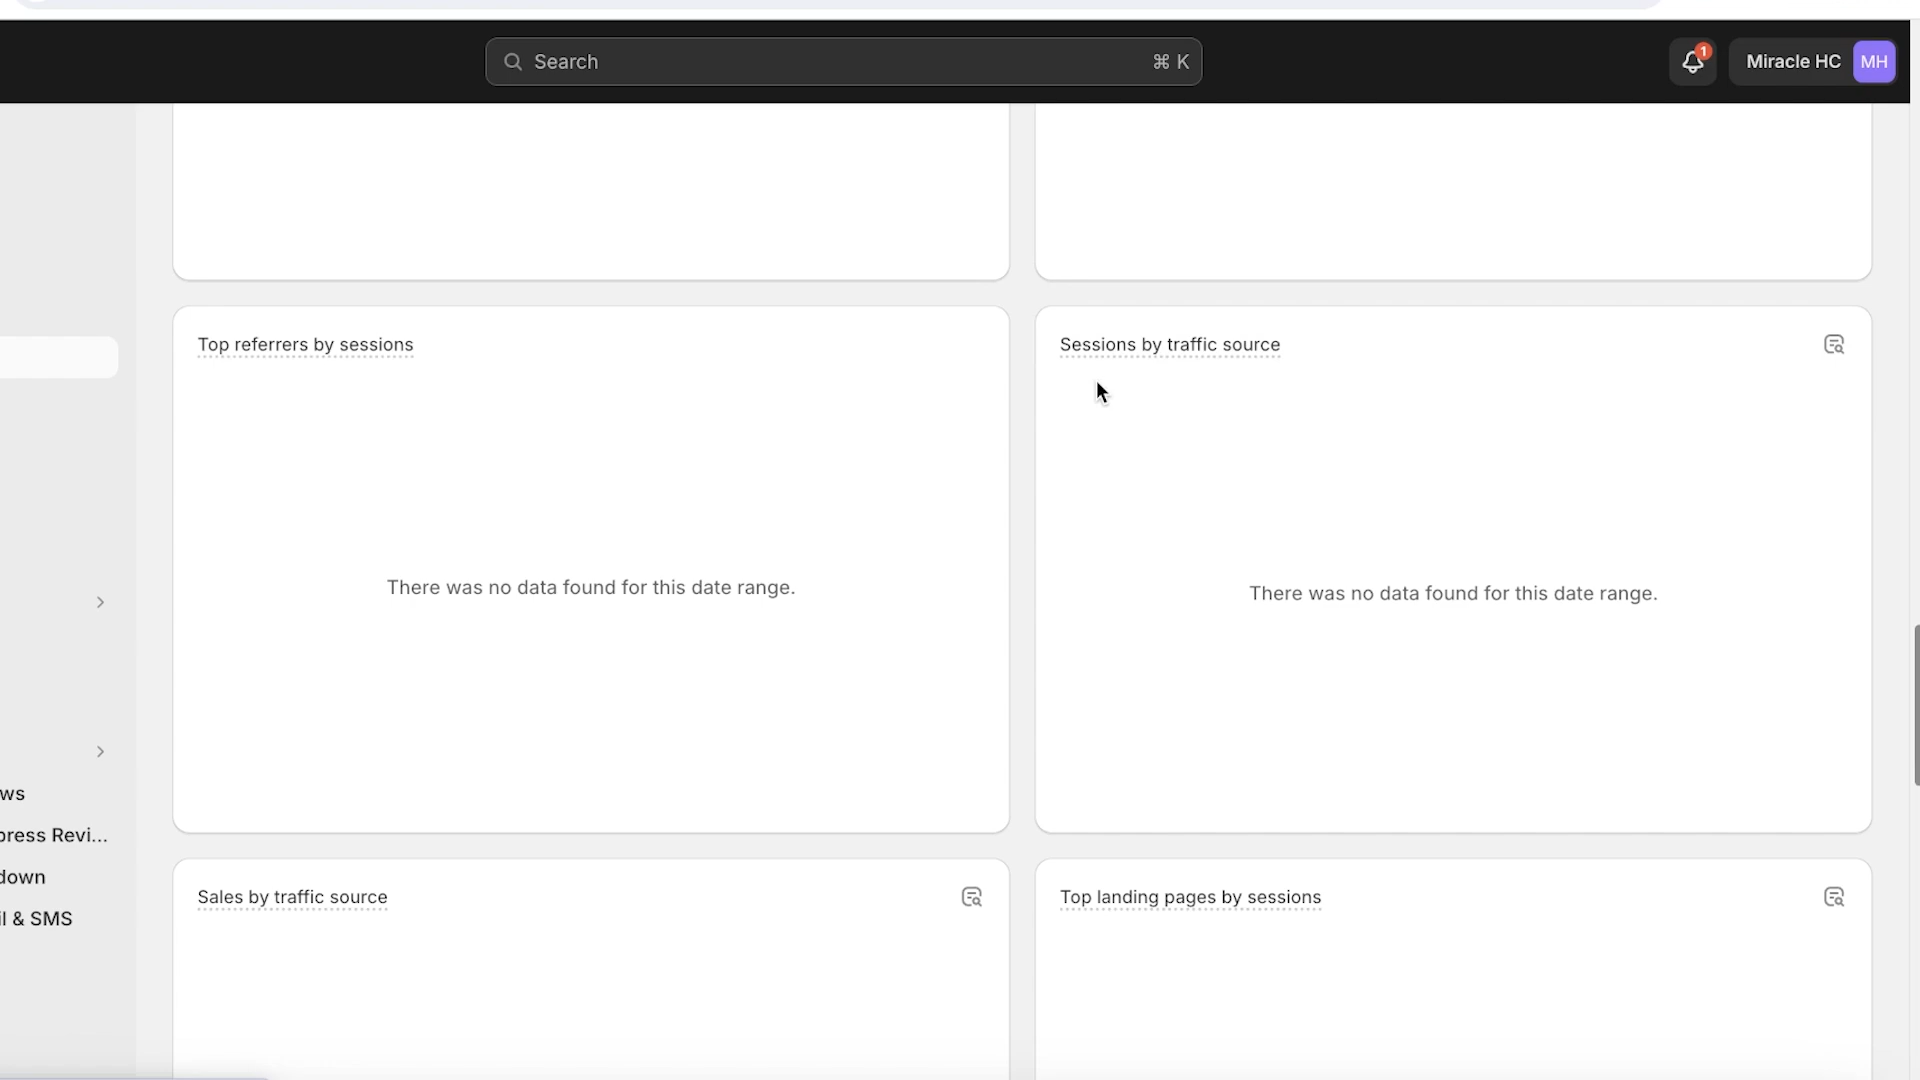 Search
⌘ K
1
Miracle HC
MH
Top referrers by sessions
Sessions by traffic source
There was no data found for this date range.
There was no data found for this date range.
ws
press Revi...
down
il & SMS
Sales by traffic source
Top landing pages by sessions